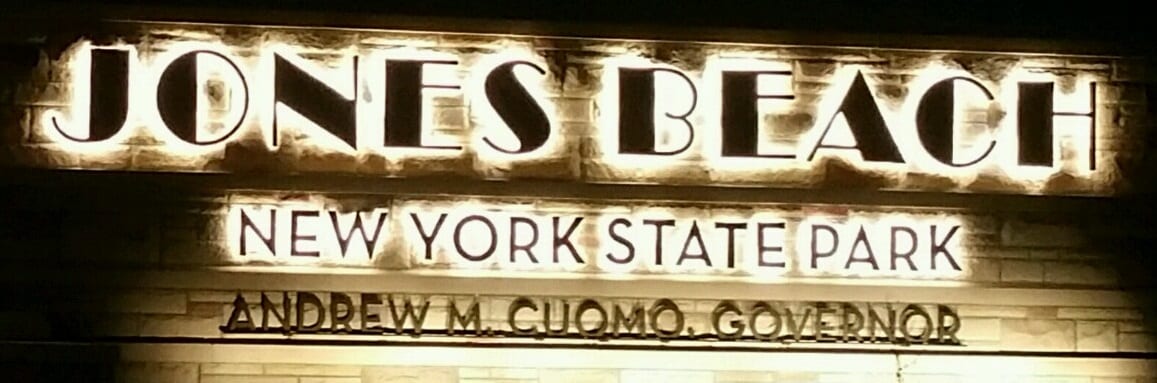 JONES BEACH
NEW YORK STATE PARK
ANDREW M. CUOMO. GOVERNOR